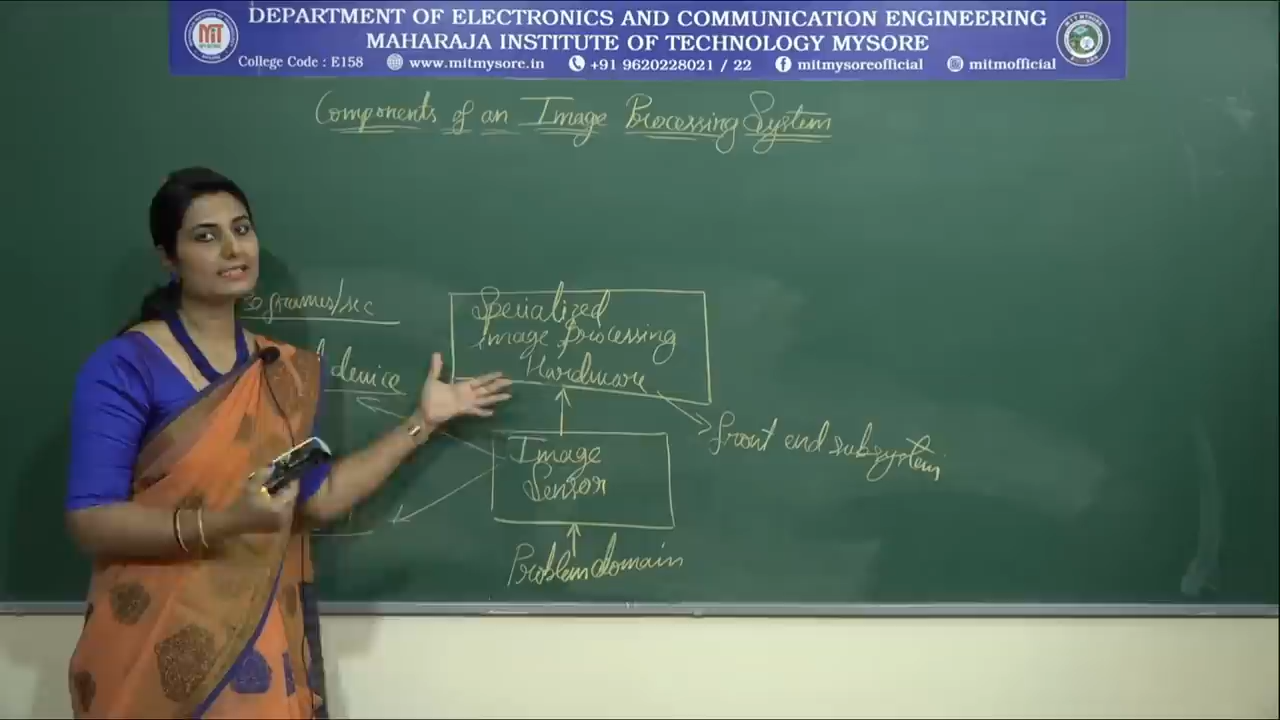 DEPARTMENT OF ELECTRONICS AND COMMUNICATION ENGINEERING
MAHARAJA INSTITUTE OF TECHNOLOGY MYSORE
College Code : E158 www.mitmysore.in +91 9620228021 / 22 mitmysoreofficial mitmofficial
MIT
Components of an Image Processing System
30 frames/sec
device
Specialized
Image Processing
Hardware
front end subsystem
Image
Sensor
Problem domain